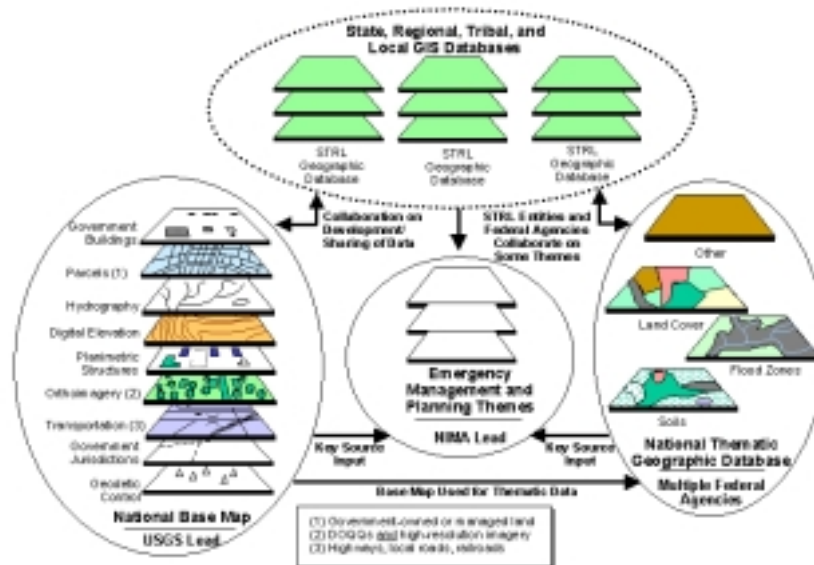 State, Regional, Tribal, and
Local GIS Databases
STRL
Geographic
Database
STRL
Geographic
Database
STRL
Geographic
Database
Collaboration on
Development/
Sharing of Data
STRL Entities and
Federal Agencies
Collaborate on
Some Themes
Government
Buildings
Parcels (1)
Hydrography
Digital Elevation
Planimetric
Structures
Orthoimagery (2)
Transportation (3)
Government
Jurisdictions
Geodetic
Control
National Base Map
USGS Lead
Emergency
Management and
Planning Themes
NIMA Lead
Key Source
Input
Key Source
Input
Base Map Used for Thematic Data
Other
Land Cover
Flood Zones
Soils
National Thematic
Geographic Database
Multiple Federal
Agencies
(1) Government-owned or managed land
(2) DOQQs and high-resolution imagery
(3) Highways, local roads, railroads